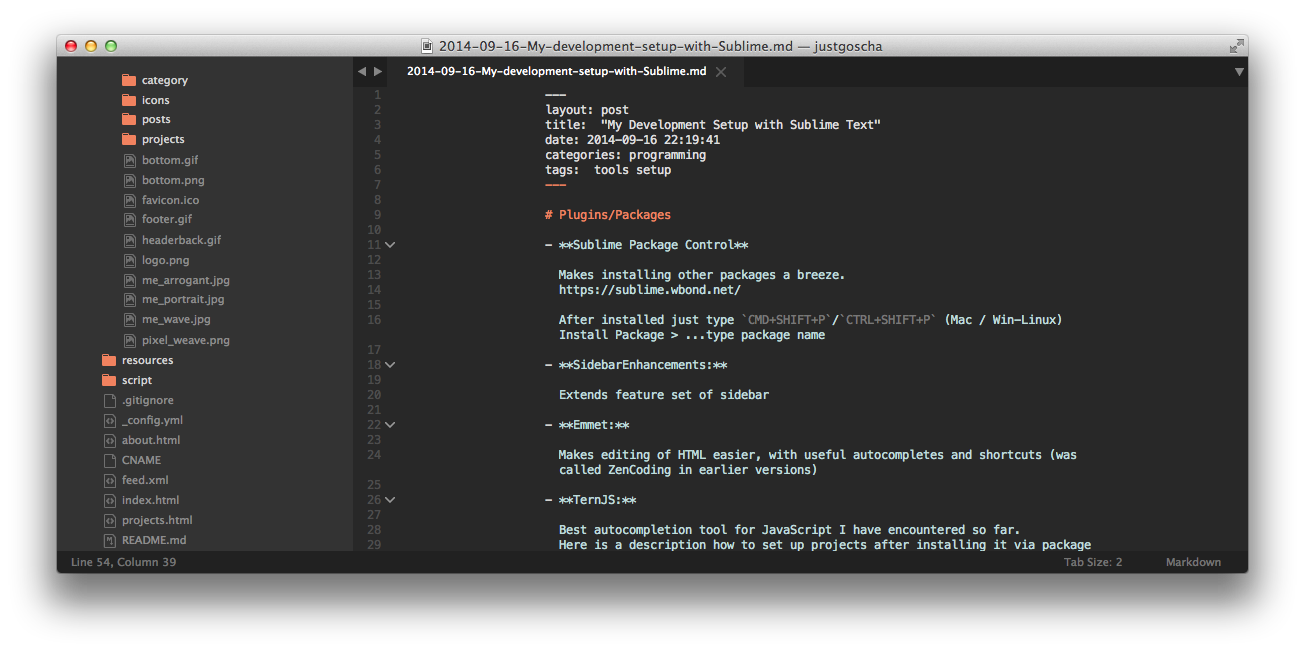 2014-09-16-My-development-setup-with-Sublime.md — justgoscha
category
icons
posts
projects
bottom.gif
bottom.png
favicon.ico
footer.gif
headerback.gif
logo.png
me_arrogant.jpg
me_portrait.jpg
me_wave.jpg
pixel_weave.png
resources
script
.gitignore
_config.yml
about.html
CNAME
feed.xml
index.html
projects.html
README.md
2014-09-16-My-development-setup-with-Sublime.md
1 ---
2 layout: post
3 title:  "My Development Setup with Sublime Text"
4 date: 2014-09-16 22:19:41
5 categories: programming
6 tags:  tools setup
7 ---
8
9 # Plugins/Packages
10
11 - **Sublime Package Control**
12
13 Makes installing other packages a breeze.
14 https://sublime.wbond.net/
15
16 After installed just type `CMD+SHIFT+P`/`CTRL+SHIFT+P` (Mac / Win-Linux)
Install Package > ...type package name
17
18 - **SidebarEnhancements:**
19
20 Extends feature set of sidebar
21
22 - **Emmet:**
23
24 Makes editing of HTML easier, with useful autocompletes and shortcuts (was
called ZenCoding in earlier versions)
25
26 - **TernJS:**
27
28 Best autocompletion tool for JavaScript I have encountered so far.
29 Here is a description how to set up projects after installing it via package
Line 54, Column 39
Tab Size: 2
Markdown